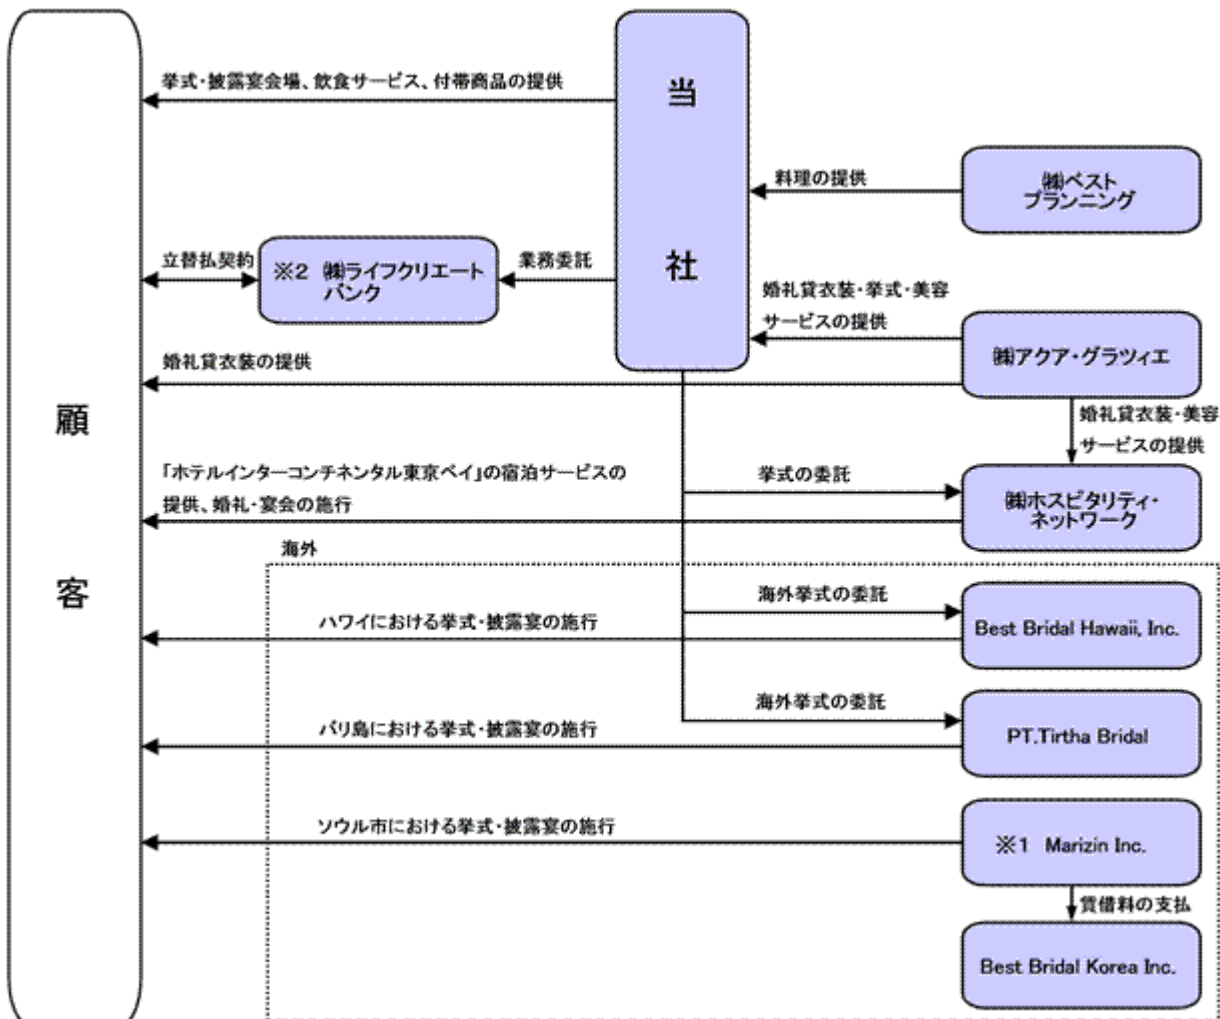 顧客
当社
挙式・披露宴会場、飲食サービス、付帯商品の提供
料理の提供
㈱ベスト
プランニング
立替払契約
※2 ㈱ライフクリエート
バンク
業務委託
婚礼貸衣装・挙式・美容
サービスの提供
㈱アクア・グラツィエ
婚礼貸衣装の提供
婚礼貸衣装・美容
サービスの提供
「ホテルインターコンチネンタル東京ベイ」の宿泊サービスの
提供、婚礼・宴会の施行
挙式の委託
㈱ホスピタリティ・
ネットワーク
海外
ハワイにおける挙式・披露宴の施行
海外挙式の委託
Best Bridal Hawaii, Inc.
バリ島における挙式・披露宴の施行
海外挙式の委託
PT.Tirtha Bridal
ソウル市における挙式・披露宴の施行
※1 Marizin Inc.
賃借料の支払
Best Bridal Korea Inc.